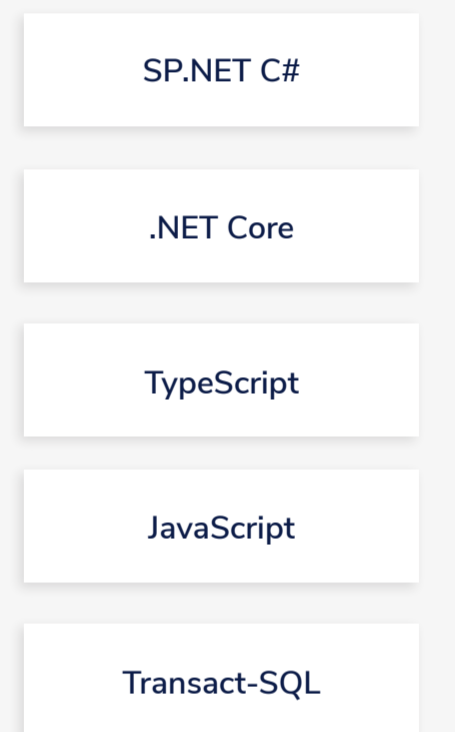 SP.NET C#
.NET Core
TypeScript
JavaScript
Transact-SQL